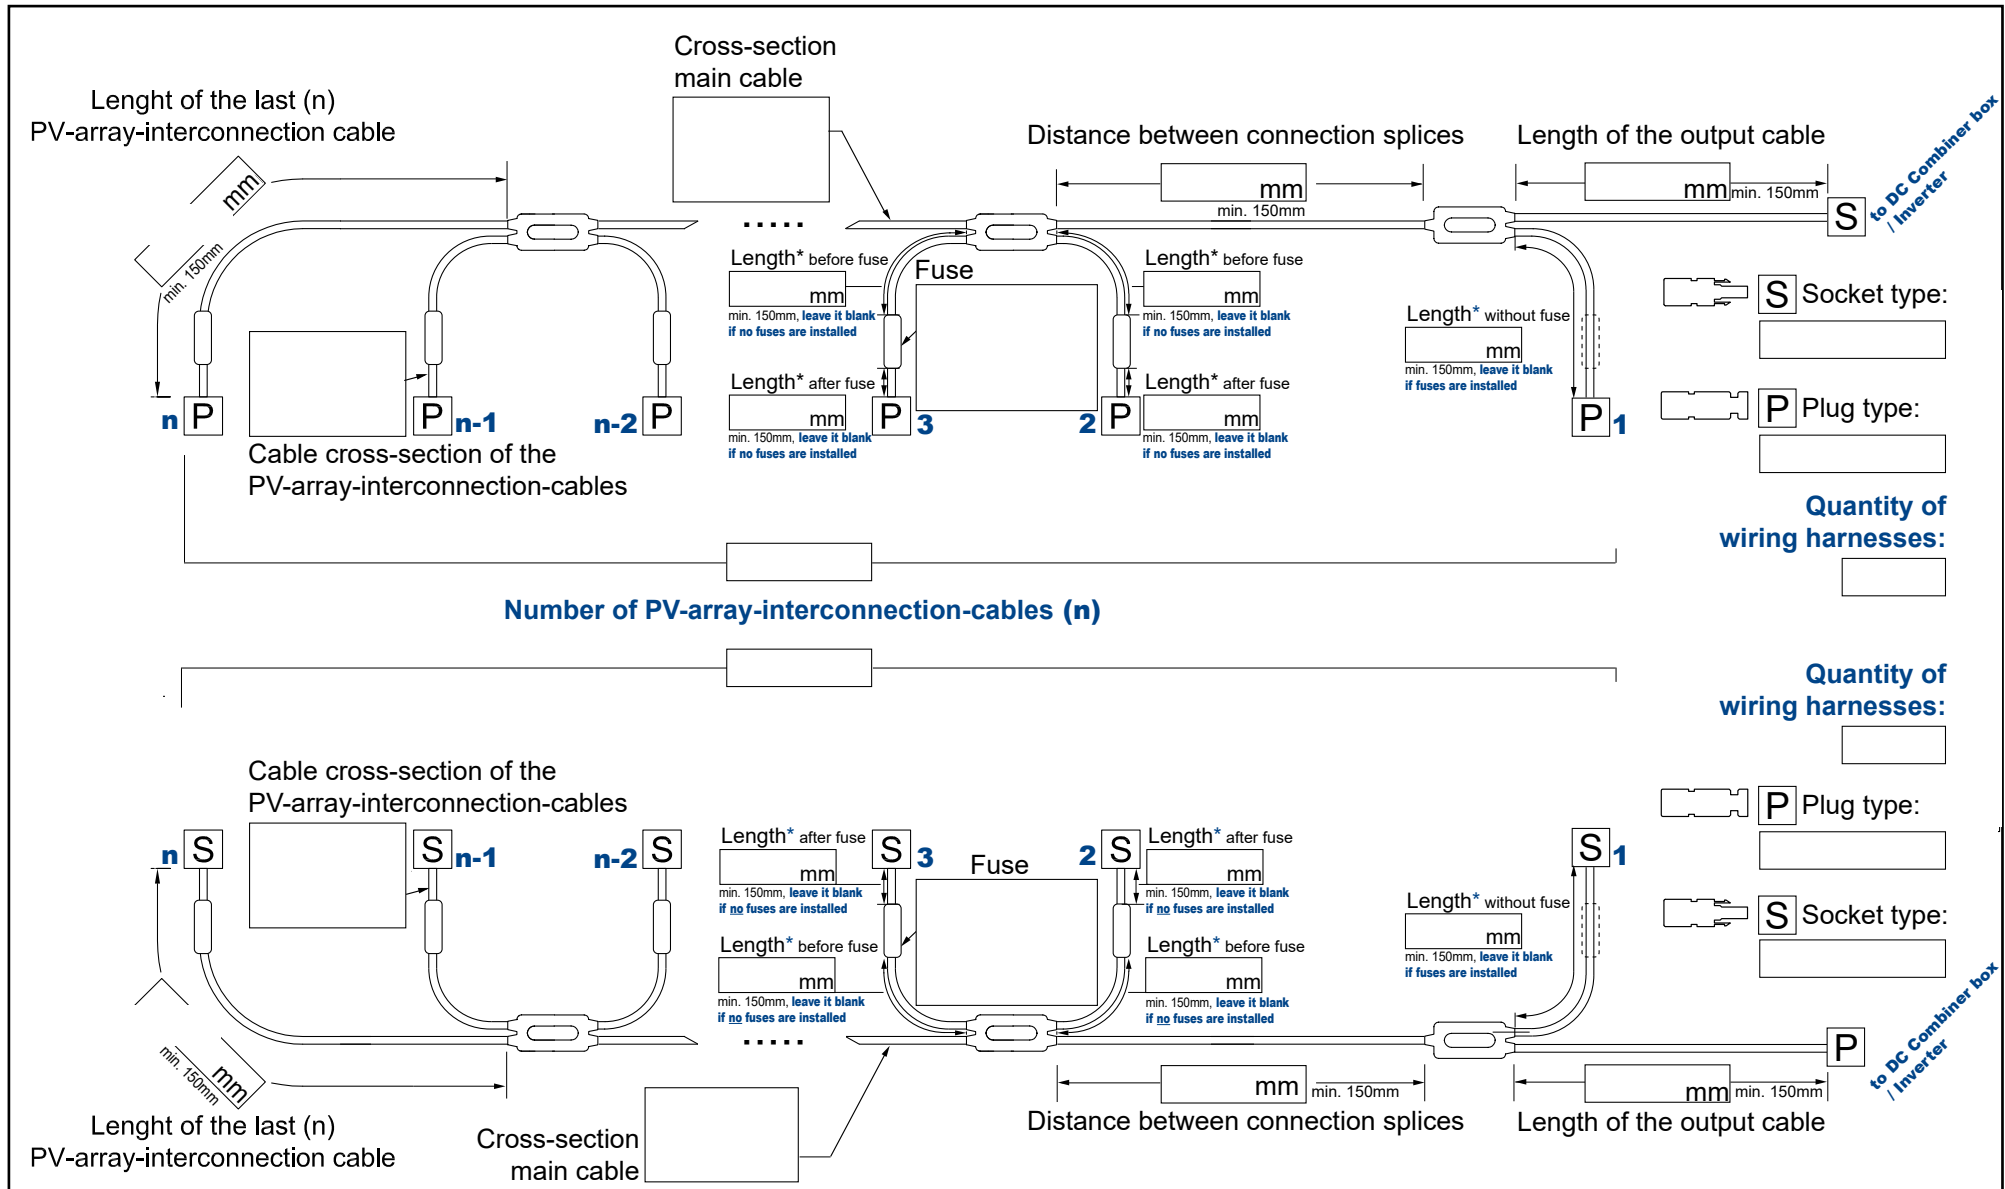 Cross-section
main cable
Lenght of the last (n)
PV-array-interconnection cable
Distance between connection splices
Length of the output cable
to DC Combiner box
/ Inverter
mm
mm
min. 150mm
mm min. 150mm
S
min. 150mm
.....
Length* before fuse
mm
min. 150mm, leave it blank
if no fuses are installed
Fuse
Length* before fuse
mm
min. 150mm, leave it blank
if no fuses are installed
Length* without fuse
mm
min. 150mm, leave it blank
if fuses are installed
S Socket type:
Length* after fuse
mm
min. 150mm, leave it blank
if no fuses are installed
Length* after fuse
mm
min. 150mm, leave it blank
if no fuses are installed
P Plug type:
n P
P n-1
n-2 P
P 3
2 P
P 1
Cable cross-section of the
PV-array-interconnection-cables
Quantity of
wiring harnesses:
Number of PV-array-interconnection-cables (n)
Quantity of
wiring harnesses:
Cable cross-section of the
PV-array-interconnection-cables
P Plug type:
n S
S n-1
n-2 S
Length* after fuse
mm
min. 150mm, leave it blank
if no fuses are installed
S 3
Fuse
2 S
Length* after fuse
mm
min. 150mm, leave it blank
if no fuses are installed
S 1
Length* before fuse
mm
min. 150mm, leave it blank
if no fuses are installed
Length* before fuse
mm
min. 150mm, leave it blank
if no fuses are installed
Length* without fuse
mm
min. 150mm, leave it blank
if fuses are installed
S Socket type:
.....
P
to DC Combiner box
/ Inverter
mm
min. 150mm
mm min. 150mm
mm min. 150mm
Lenght of the last (n)
PV-array-interconnection cable
Cross-section
main cable
Distance between connection splices
Length of the output cable